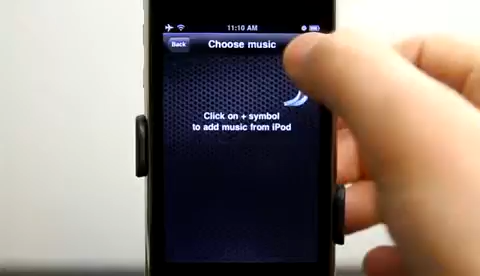 11:10 AM
Back
Choose music
Click on + symbol
to add music from iPod